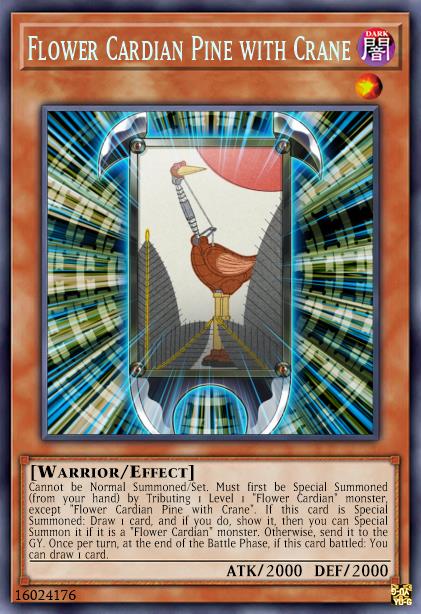 FLOWER CARDIAN PINE WITH CRANE
DARK
闇
[WARRIOR/EFFECT]
Cannot be Normal Summoned/Set. Must first be Special Summoned
(from your hand) by Tributing 1 Level 1 "Flower Cardian" monster,
except "Flower Cardian Pine with Crane". If this card is Special
Summoned: Draw 1 card, and if you do, show it, then you can Special
Summon it if it is a "Flower Cardian" monster. Otherwise, send it to the
GY. Once per turn, at the end of the Battle Phase, if this card battled: You
can draw 1 card.
ATK/2000 DEF/2000
16024176